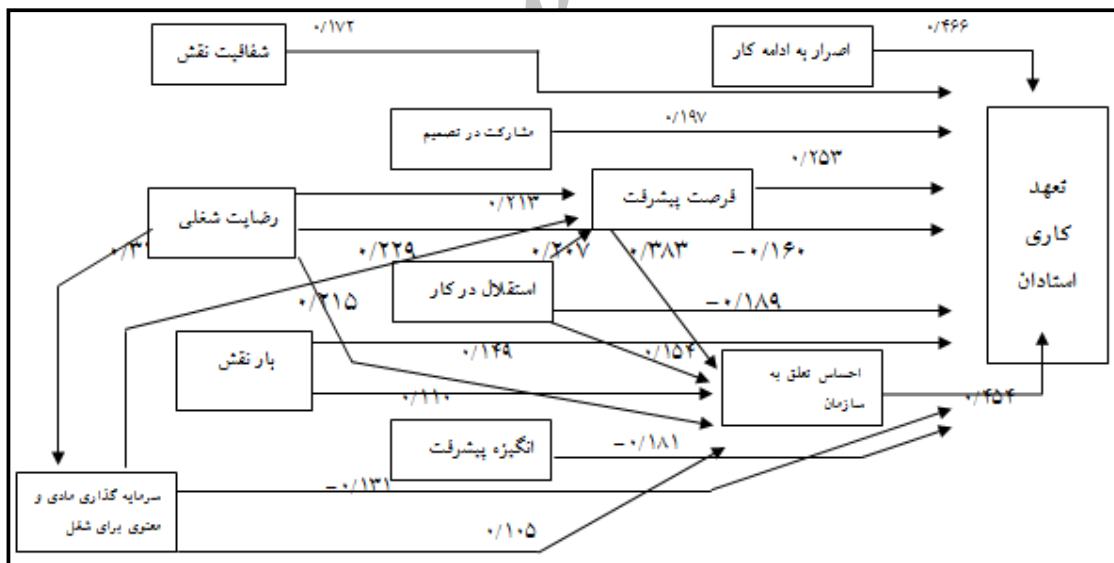 ۰/۱۷۲
۰/۴۶۶
شفافیت نقش
اصرار به ادامه کار
مشارکت در تصمیم
۰/۱۹۷
۰/۲۵۳
تعهد
کاری
استادان
رضایت شغلی
۰/۲۱۳
فرصت پیشرفت
۰/۲۲۹
۰/۲۰۷
۰/۳۸۳
-۰/۱۶۰
استقلال در کار
۰/۲۱۵
-۰/۱۸۹
بار نقش
۰/۱۴۹
۰/۱۵۴
احساس تعلق به
سازمان
۰/۱۱۰
۰/۴۵۴
انگیزه پیشرفت
-۰/۱۸۱
سرمایه گذاری مادی و
معنوی برای شغل
-۰/۱۳۱
۰/۱۰۵